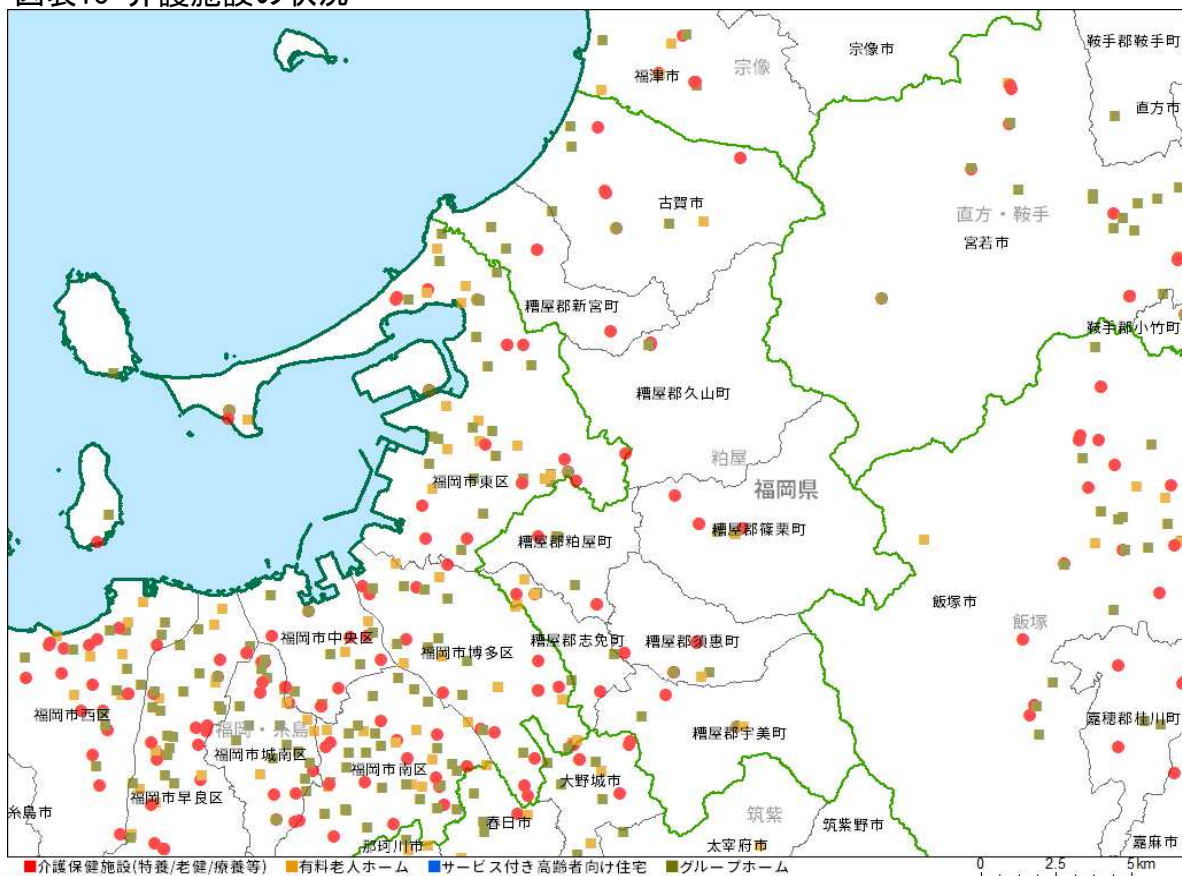 図表10 介護施設の状況
宗像市
鞍手郡鞍手町
宗像
福津市
直方市
古賀市
直方・鞍手
宮若市
糟屋郡新宮町
鞍手郡小竹町
糟屋郡久山町
粕屋
福岡県
福岡市東区
糟屋郡篠栗町
糟屋郡粕屋町
飯塚市
飯塚
福岡市中央区
糟屋郡志免町
糟屋郡須惠町
福岡市博多区
福岡市西区
嘉穂郡桂川町
福岡・糸島
糟屋郡宇美町
福岡市城南区
福岡市南区
大野城市
福岡市早良区
糸島市
春日市
筑紫
筑紫野市
那珂川市
太宰府市
嘉麻市
介護保健施設(特養/老健/療養等) 有料老人ホーム サービス付き高齢者向け住宅 グループホーム
0 2.5 5km